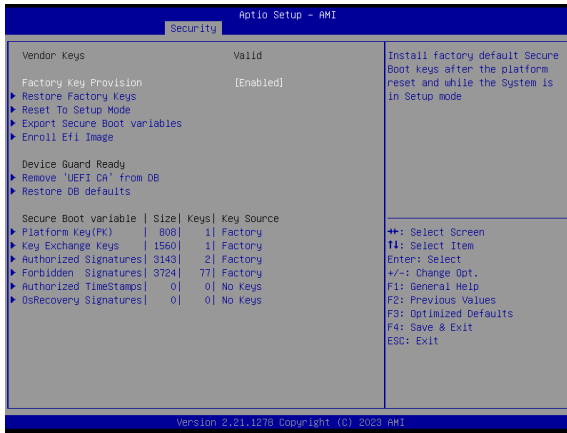 Aptio Setup - AMI
Security
Vendor Keys Valid
Factory Key Provision [Enabled]
▶ Restore Factory Keys
▶ Reset To Setup Mode
▶ Export Secure Boot variables
▶ Enroll Efi Image
Device Guard Ready
▶ Remove 'UEFI CA' from DB
▶ Restore DB defaults
Secure Boot variable | Size| Keys| Key Source
▶ Platform Key(PK) | 808| 1| Factory
▶ Key Exchange Keys | 1560| 1| Factory
▶ Authorized Signatures| 3143| 2| Factory
▶ Forbidden Signatures| 3724| 77| Factory
▶ Authorized TimeStamps| 0| 0| No Keys
▶ OsRecovery Signatures| 0| 0| No Keys
Install factory default Secure
Boot keys after the platform
reset and while the System is
in Setup mode
→←: Select Screen
↑↓: Select Item
Enter: Select
+/-: Change Opt.
F1: General Help
F2: Previous Values
F3: Optimized Defaults
F4: Save & Exit
ESC: Exit
Version 2.21.1278 Copyright (C) 2023 AMI